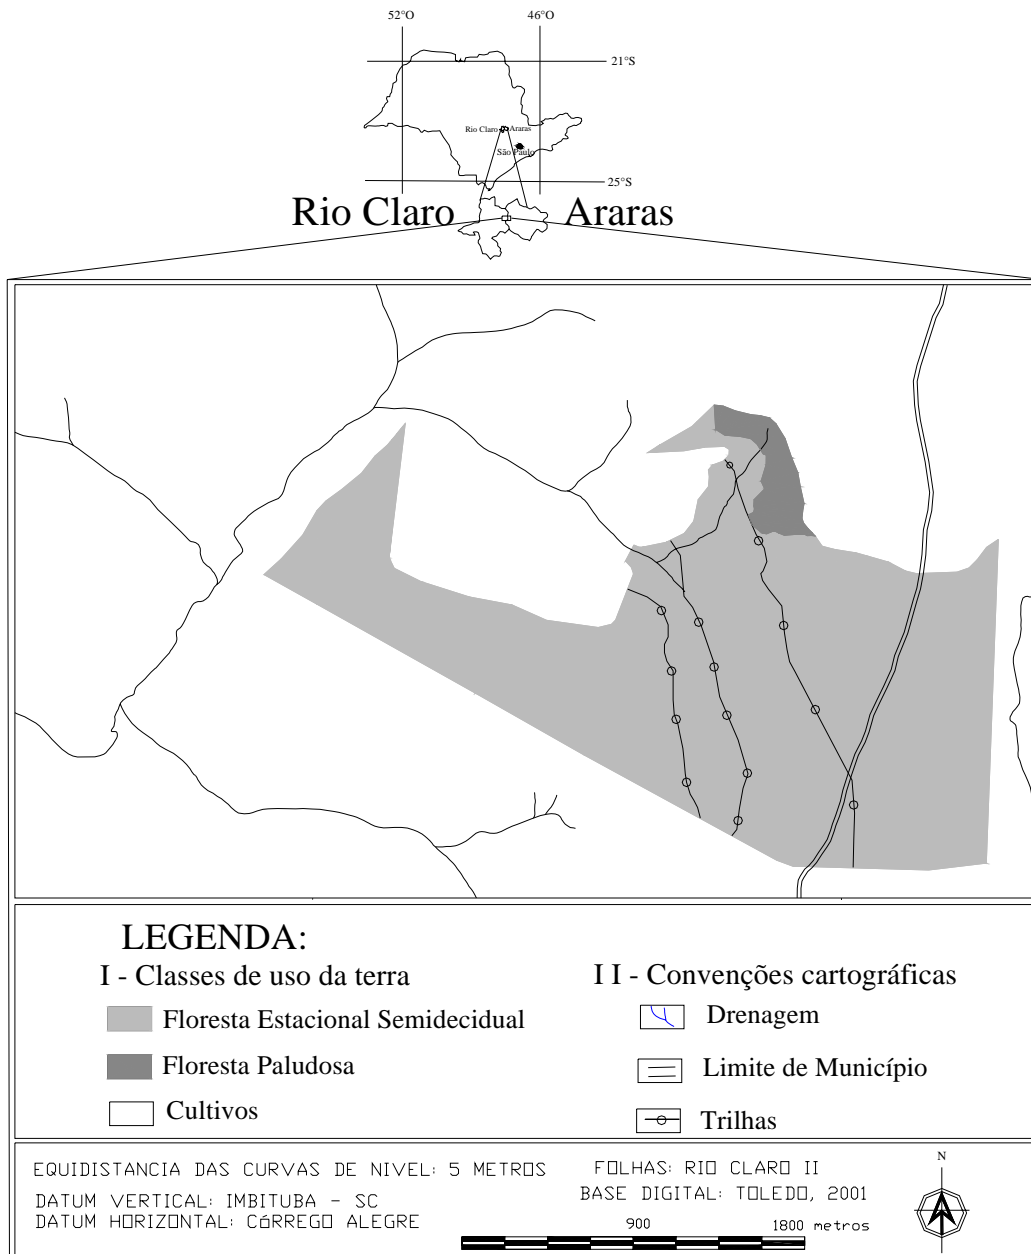 52°O 46°O
21°S
Rio Claro Araras
São Paulo
25°S
Rio Claro Araras
LEGENDA:
I - Classes de uso da terra
Floresta Estacional Semidecidual
Floresta Paludosa
Cultivos
I I - Convenções cartográficas
Drenagem
Limite de Município
Trilhas
EQUIDISTANCIA DAS CURVAS DE NIVEL: 5 METROS
DATUM VERTICAL: IMBITUBA - SC
DATUM HORIZONTAL: CóRREGO ALEGRE
FOLHAS: RIO CLARO II
BASE DIGITAL: TOLEDO, 2001
900 1800 metros
N